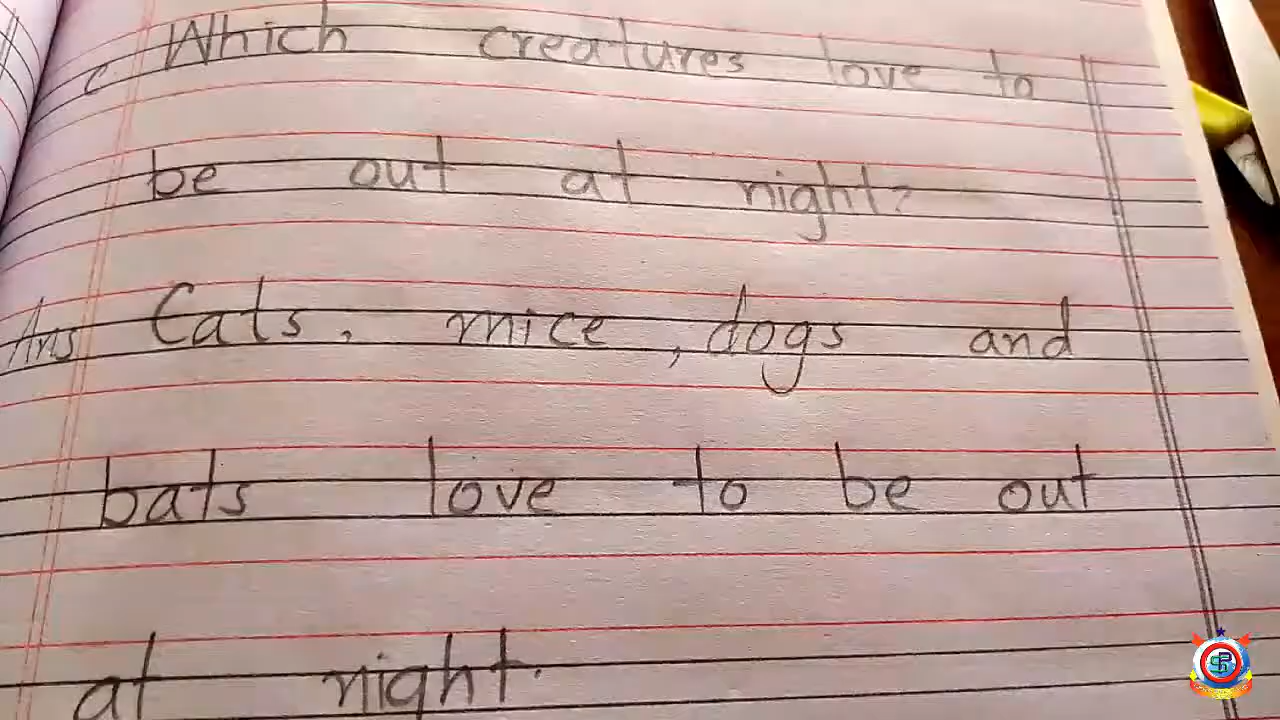 c Which creatures love to
be out at night?
Ans Cats, mice, dogs and
bats love to be out
at night.